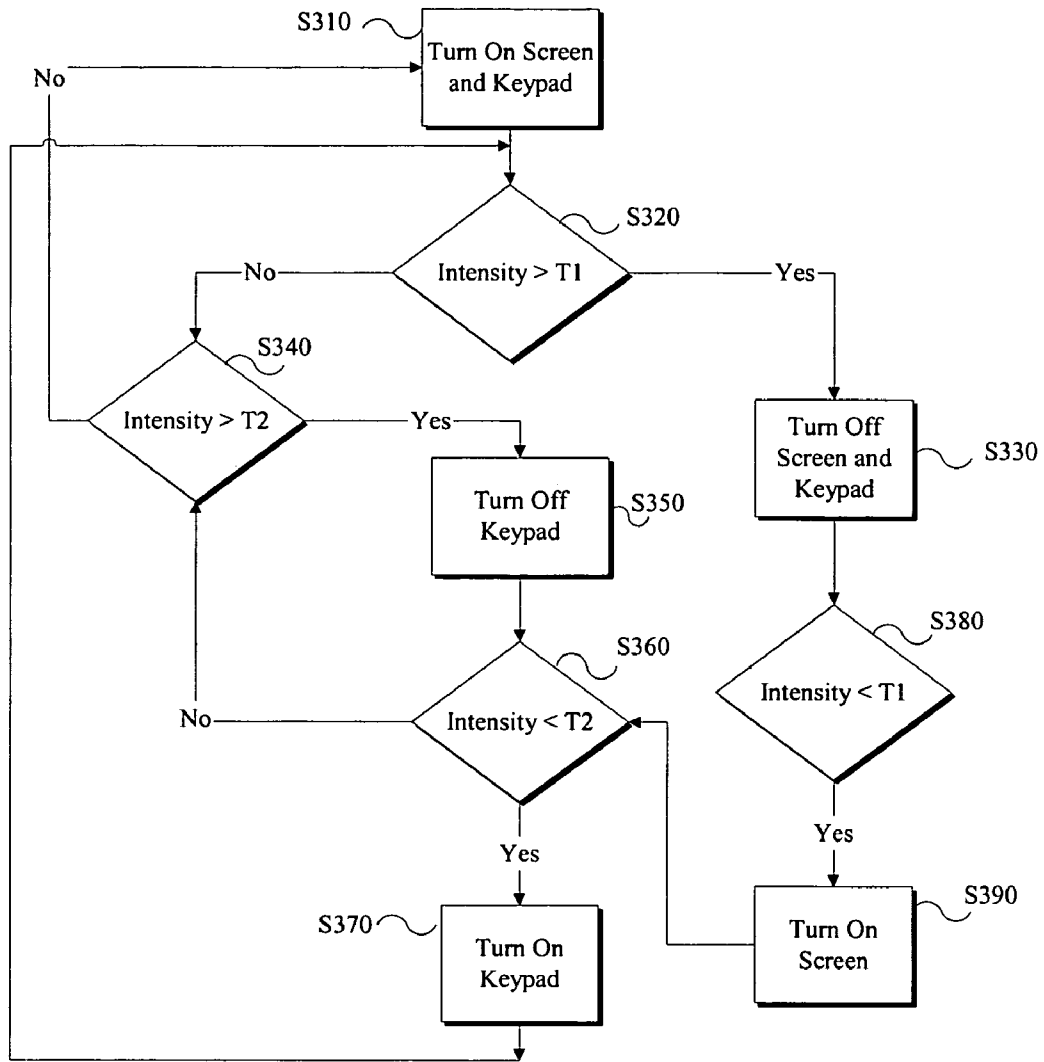 S310
Turn On Screen
and Keypad
No
S320
Intensity > T1
No
Yes
S340
Intensity > T2
Yes
Turn Off
Screen and
Keypad
S330
Turn Off
Keypad
S350
S380
Intensity < T1
S360
Intensity < T2
No
Yes
Yes
S370
Turn On
Keypad
S390
Turn On
Screen